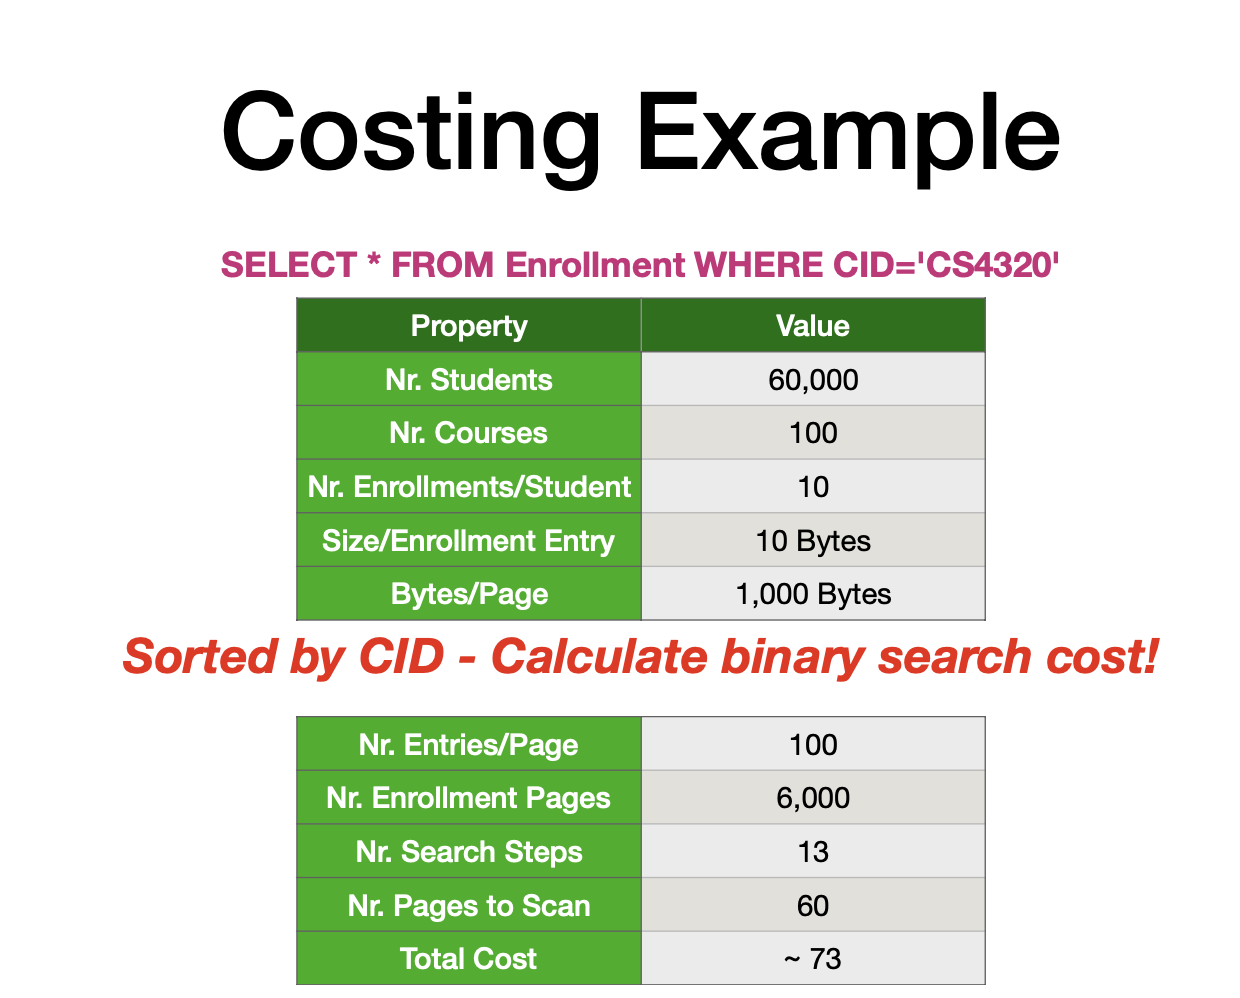 Costing Example
SELECT * FROM Enrollment WHERE CID='CS4320'
Property Value
Nr. Students 60,000
Nr. Courses 100
Nr. Enrollments/Student 10
Size/Enrollment Entry 10 Bytes
Bytes/Page 1,000 Bytes
Sorted by CID - Calculate binary search cost!
Nr. Entries/Page 100
Nr. Enrollment Pages 6,000
Nr. Search Steps 13
Nr. Pages to Scan 60
Total Cost ~ 73